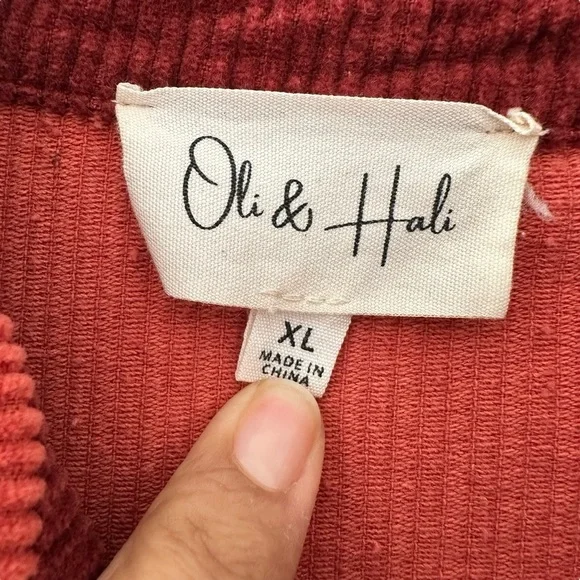 Oli & Hali
XL
MADE IN
CHINA